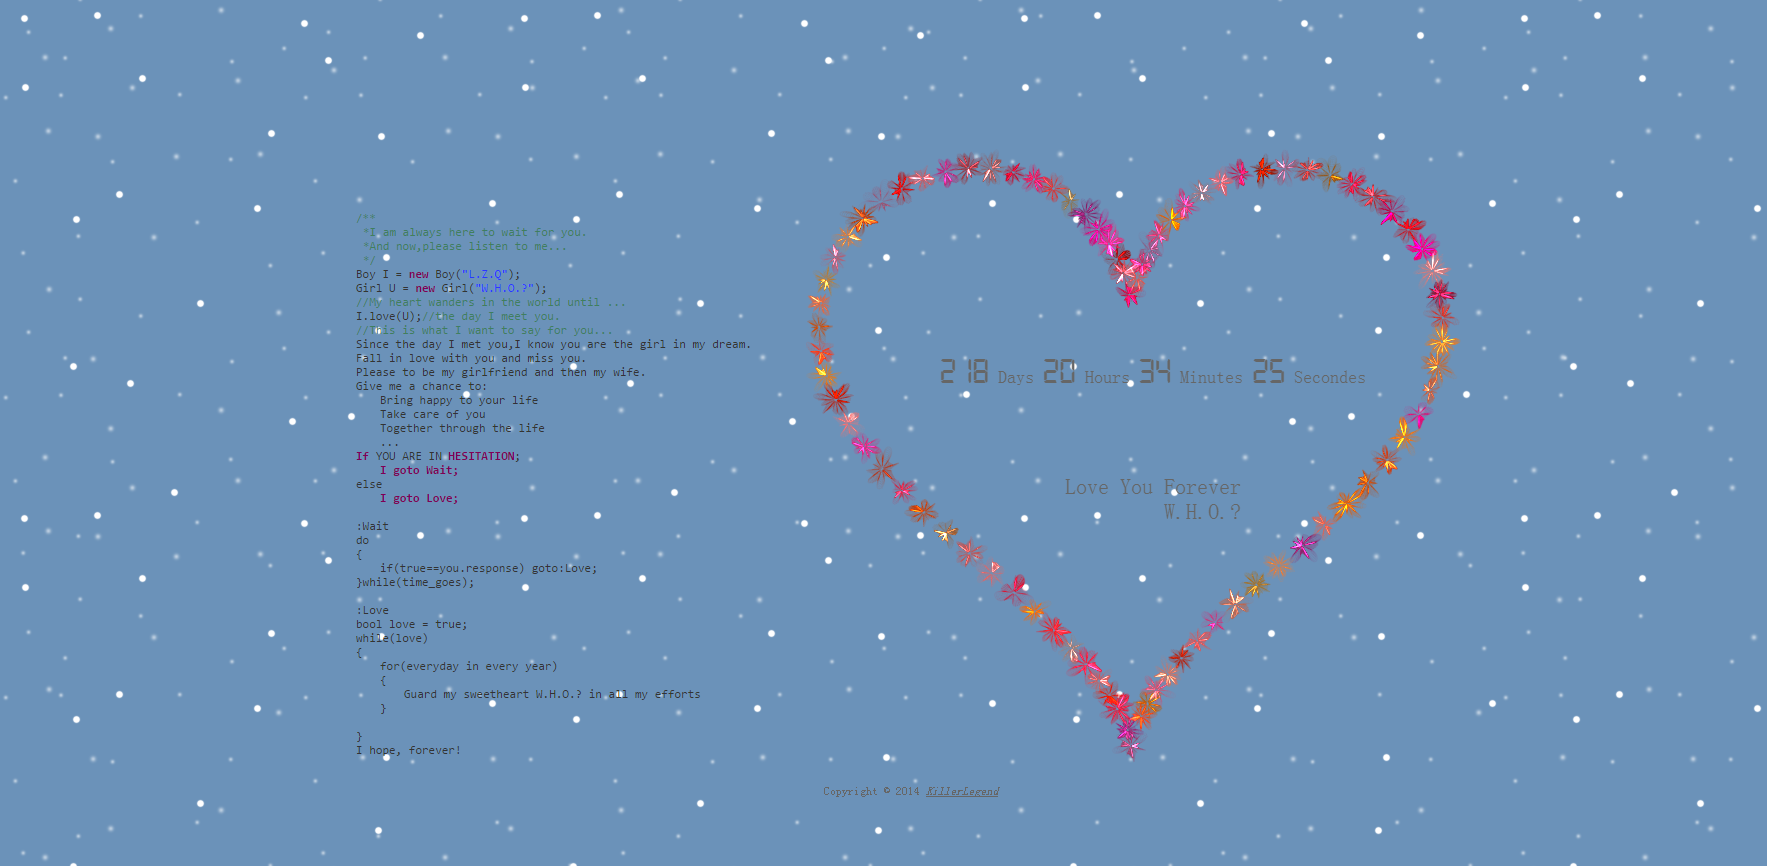 /**
 *I am always here to wait for you.
 *And now,please listen to me...
 */
Boy I = new Boy("L.Z.Q");
Girl U = new Girl("W.H.O.?");
//My heart wanders in the world until ...
I.love(U);//the day I meet you.
//This is what I want to say for you...
Since the day I met you,I know you are the girl in my dream.
Fall in love with you and miss you.
Please to be my girlfriend and then my wife.
Give me a chance to:
Bring happy to your life
Take care of you
Together through the life
...
If YOU ARE IN HESITATION;
I goto Wait;
else
I goto Love;
:Wait
do
{
if(true==you.response) goto:Love;
}while(time_goes);
:Love
bool love = true;
while(love)
{
for(everyday in every year)
{
Guard my sweetheart W.H.O.? in all my efforts
}
}
I hope, forever!
218 Days 20 Hours 34 Minutes 25 Secondes
Love You Forever
W.H.O.?
Copyright © 2014 KillerLegend